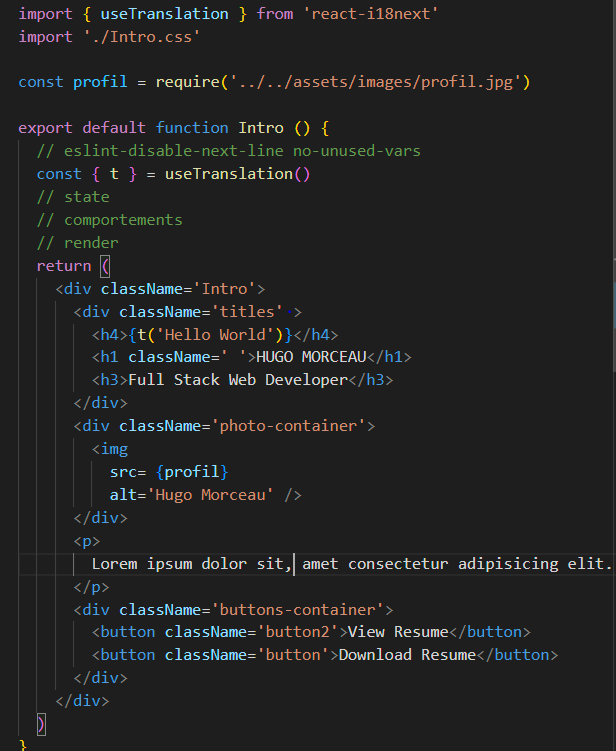 import { useTranslation } from 'react-i18next'
import './Intro.css'
const profil = require('../../assets/images/profil.jpg')
export default function Intro () {
// eslint-disable-next-line no-unused-vars
const { t } = useTranslation()
// state
// comportements
// render
return (
<div className='Intro'>
<div className='titles' >
<h4>{t('Hello World')}</h4>
<h1 className=' '>HUGO MORCEAU</h1>
<h3>Full Stack Web Developer</h3>
</div>
<div className='photo-container'>
<img
src= {profil}
alt='Hugo Morceau' />
</div>
<p>
Lorem ipsum dolor sit, amet consectetur adipisicing elit.
</p>
<div className='buttons-container'>
<button className='button2'>View Resume</button>
<button className='button'>Download Resume</button>
</div>
</div>
)
}